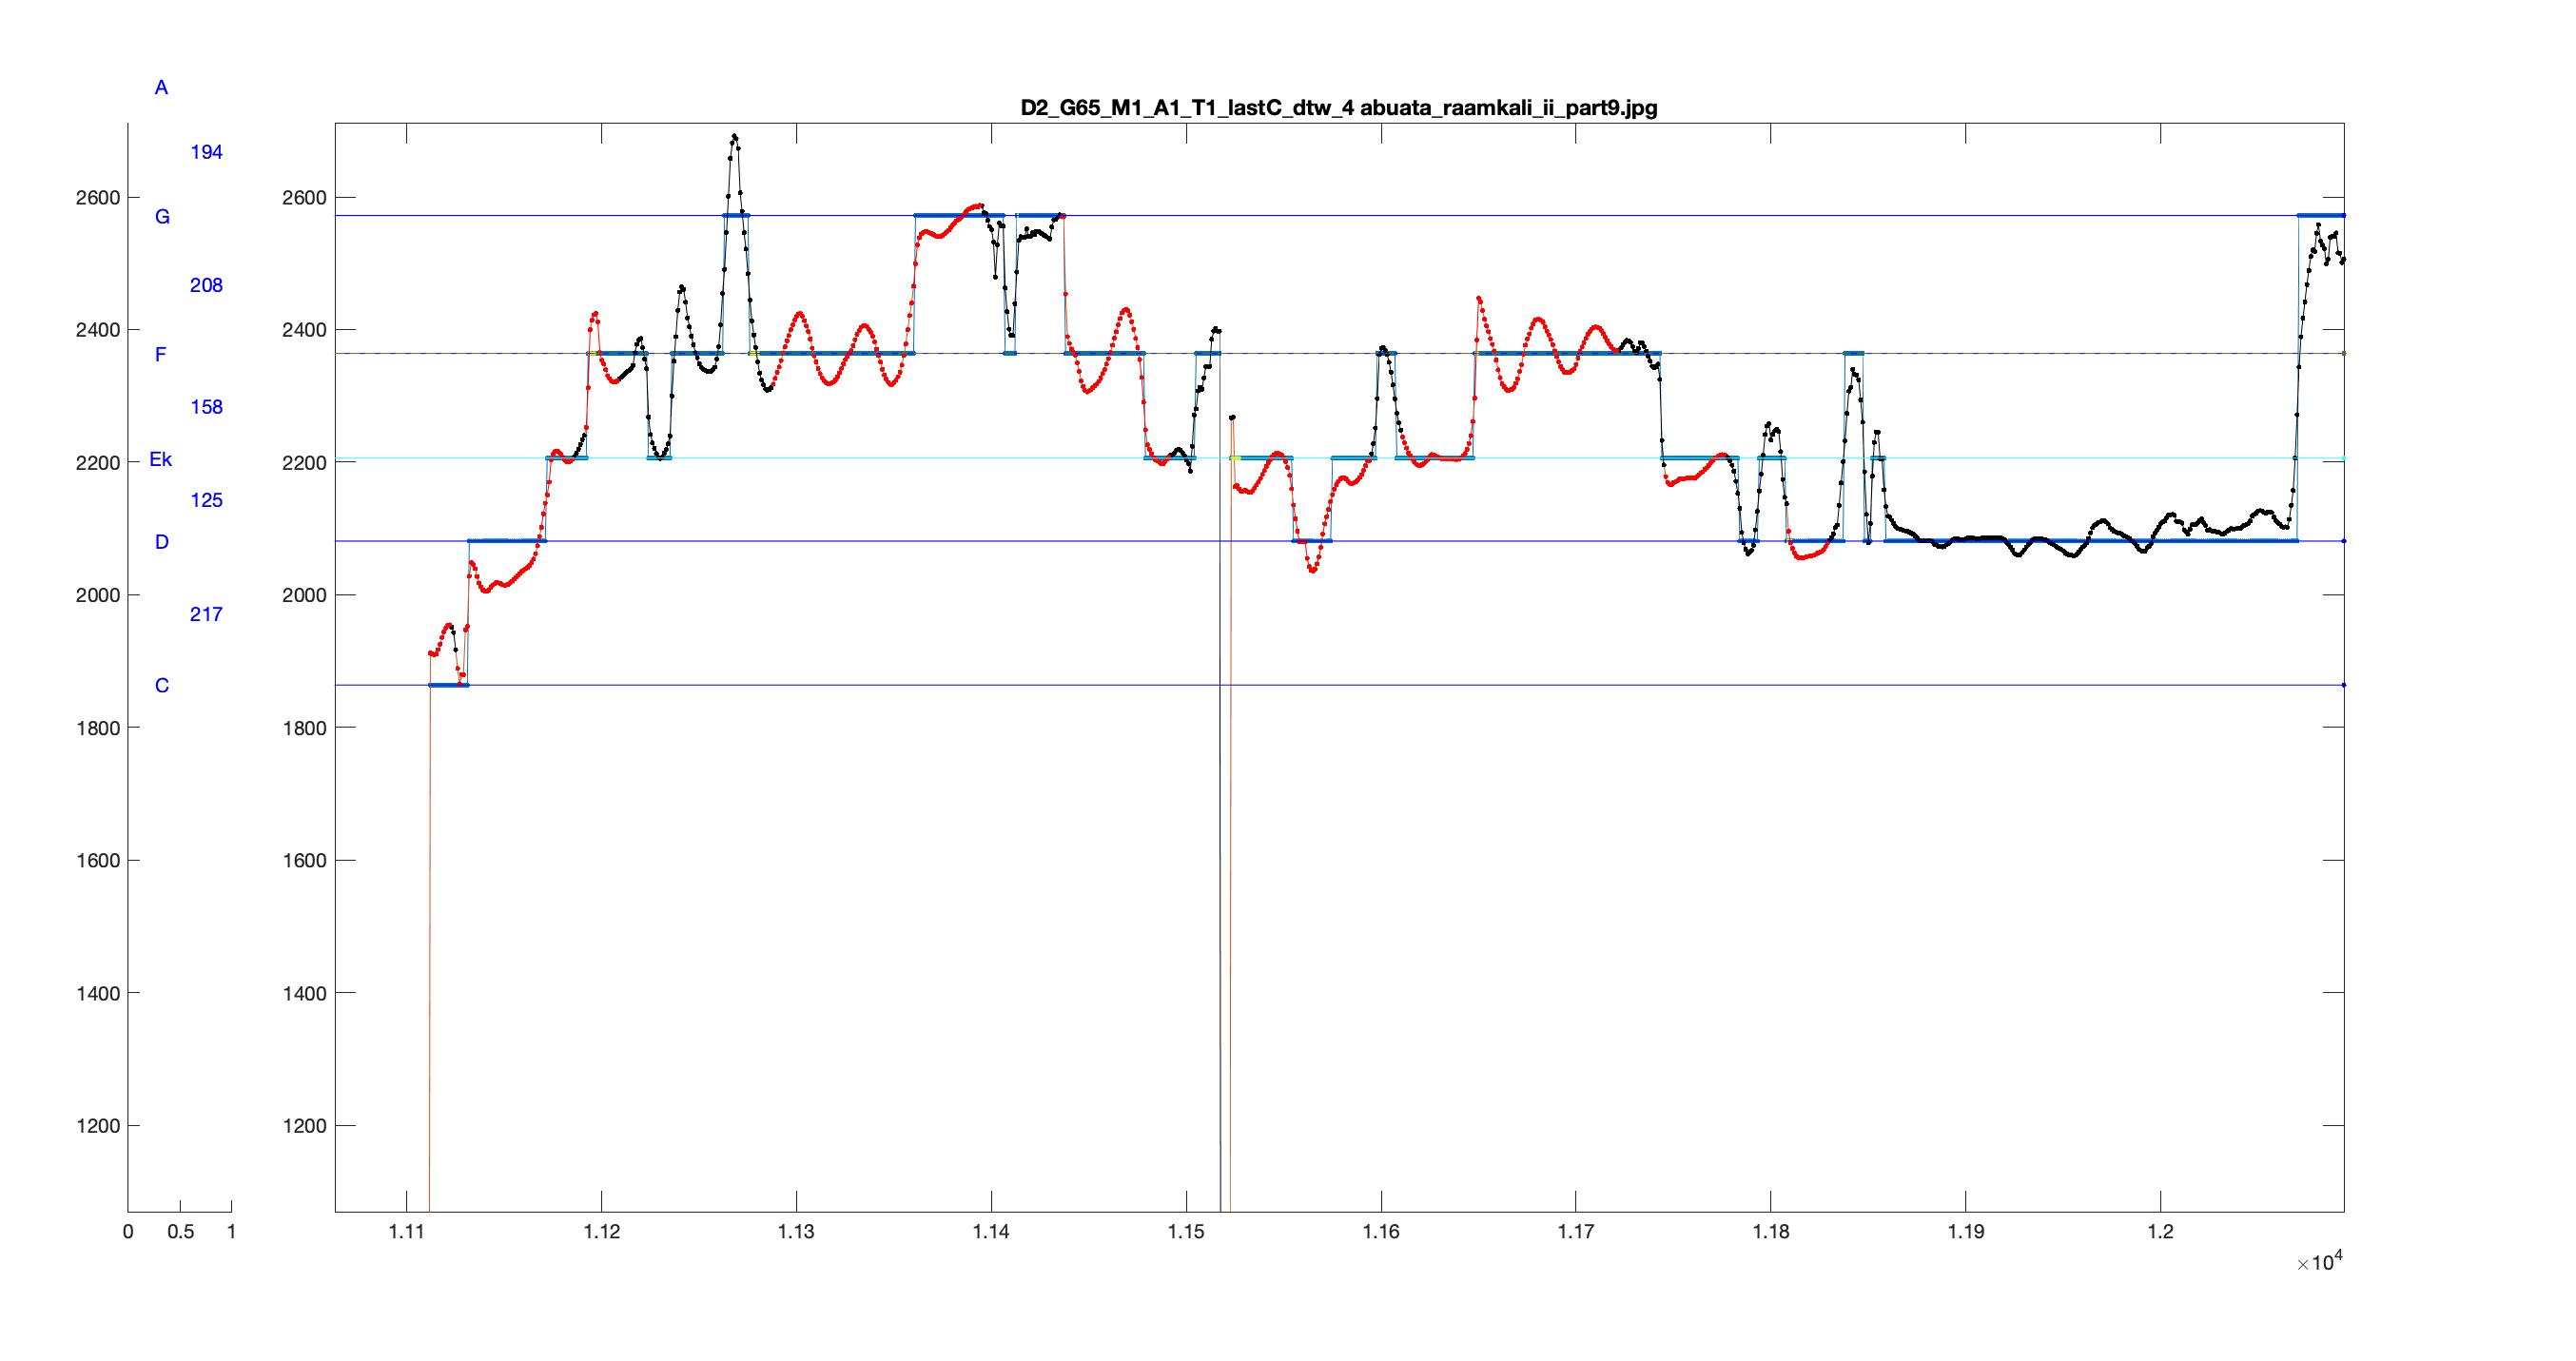 D2_G65_M1_A1_T1_lastC_dtw_4 abuata_raamkali_ii_part9.jpg
A
194
2600 G 2600
208
2400 F 2400
158
2200 Ek 2200
125
D
2000 2000
217
C
1800 1800
1600 1600
1400 1400
1200 1200
0 0.5 1 1.11 1.12 1.13 1.14 1.15 1.16 1.17 1.18 1.19 1.2
×10^4